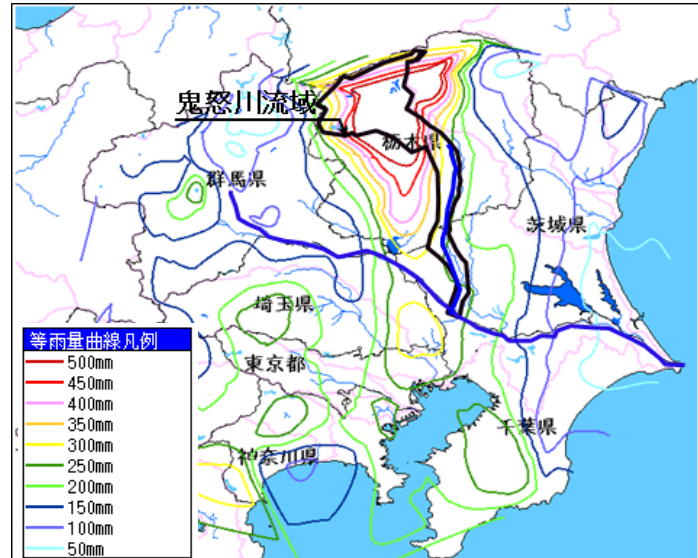 鬼怒川流域
栃木県
群馬県
茨城県
埼玉県
東京都
千葉県
神奈川県
等雨量曲線凡例
500mm
450mm
400mm
350mm
300mm
250mm
200mm
150mm
100mm
50mm